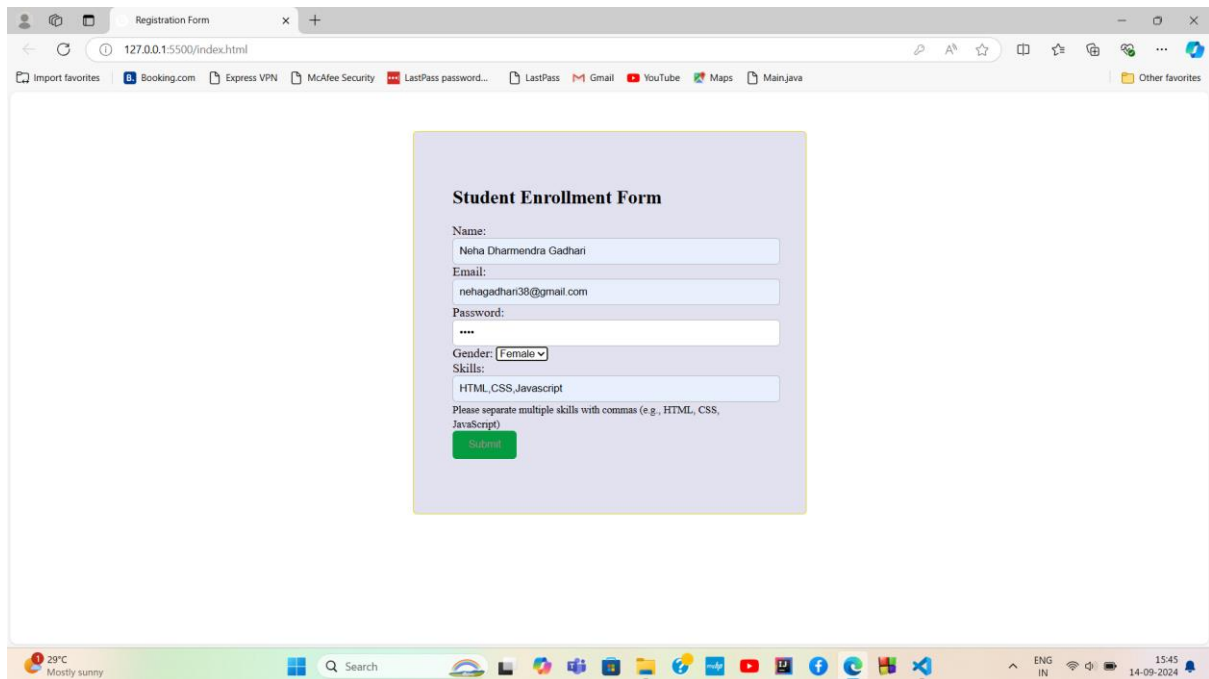 Registration Form
127.0.0.1:5500/index.html
Import favorites B. Booking.com Express VPN McAfee Security LastPass password... LastPass Gmail YouTube Maps Main.java Other favorites
Student Enrollment Form
Name:
Neha Dharmendra Gadhari
Email:
nehagadhari38@gmail.com
Password:
••••
Gender: Female
Skills:
HTML,CSS,Javascript
Please separate multiple skills with commas (e.g., HTML, CSS,
JavaScript)
Submit
1 29°C
Mostly sunny
Search
ENG
IN
15:45
14-09-2024